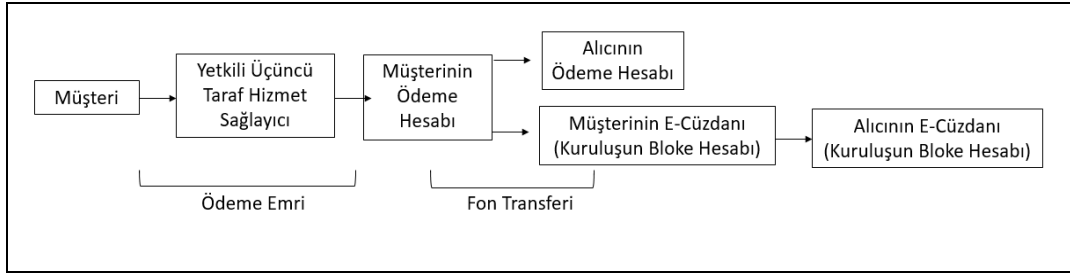 Müşteri
Yetkili Üçüncü
Taraf Hizmet
Sağlayıcı
Müşterinin
Ödeme
Hesabı
Alıcının
Ödeme Hesabı
Müşterinin E-Cüzdanı
(Kuruluşun Bloke Hesabı)
Alıcının E-Cüzdanı
(Kuruluşun Bloke Hesabı)
Ödeme Emri
Fon Transferi